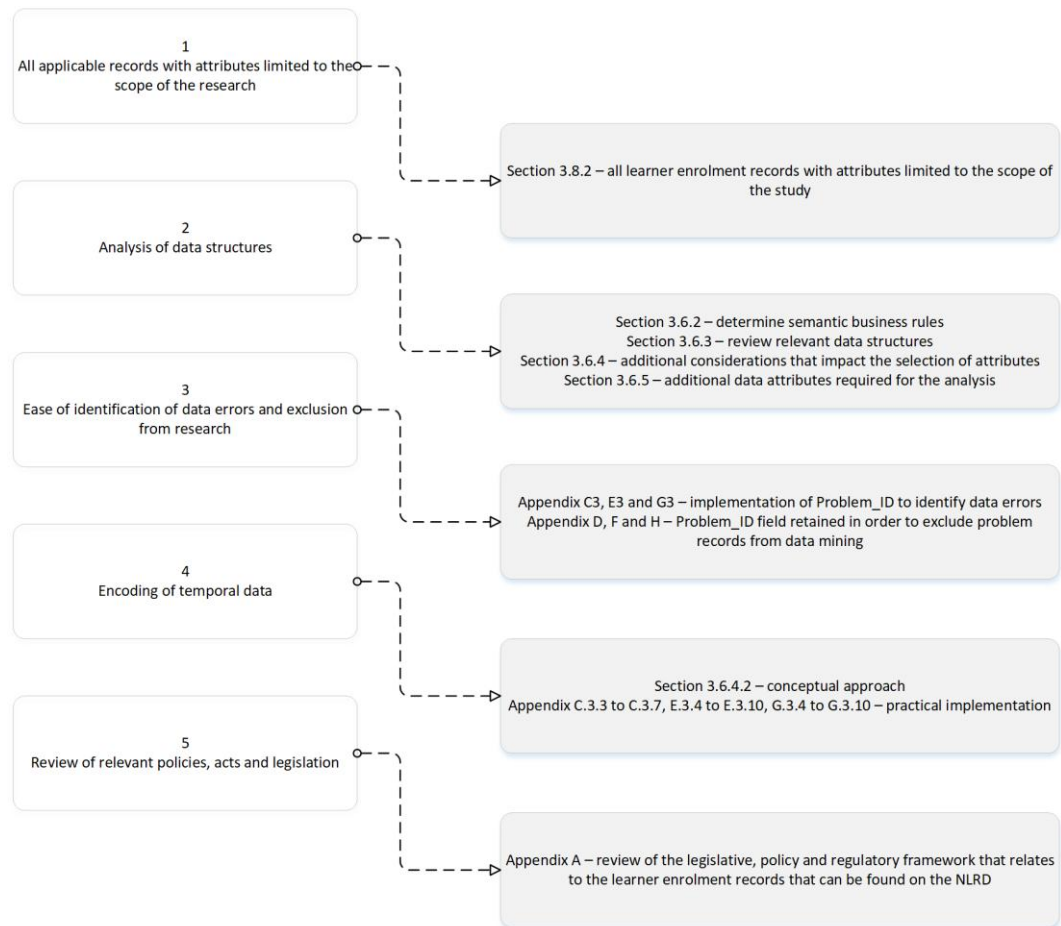 1
All applicable records with attributes limited to the
scope of the research
Section 3.8.2 – all learner enrolment records with attributes limited to the scope of
the study
2
Analysis of data structures
Section 3.6.2 – determine semantic business rules
Section 3.6.3 – review relevant data structures
Section 3.6.4 – additional considerations that impact the selection of attributes
Section 3.6.5 – additional data attributes required for the analysis
3
Ease of identification of data errors and exclusion
from research
Appendix C3, E3 and G3 – implementation of Problem_ID to identify data errors
Appendix D, F and H – Problem_ID field retained in order to exclude problem
records from data mining
4
Encoding of temporal data
Section 3.6.4.2 – conceptual approach
Appendix C.3.3 to C.3.7, E.3.4 to E.3.10, G.3.4 to G.3.10 – practical implementation
5
Review of relevant policies, acts and legislation
Appendix A – review of the legislative, policy and regulatory framework that relates
to the learner enrolment records that can be found on the NLRD